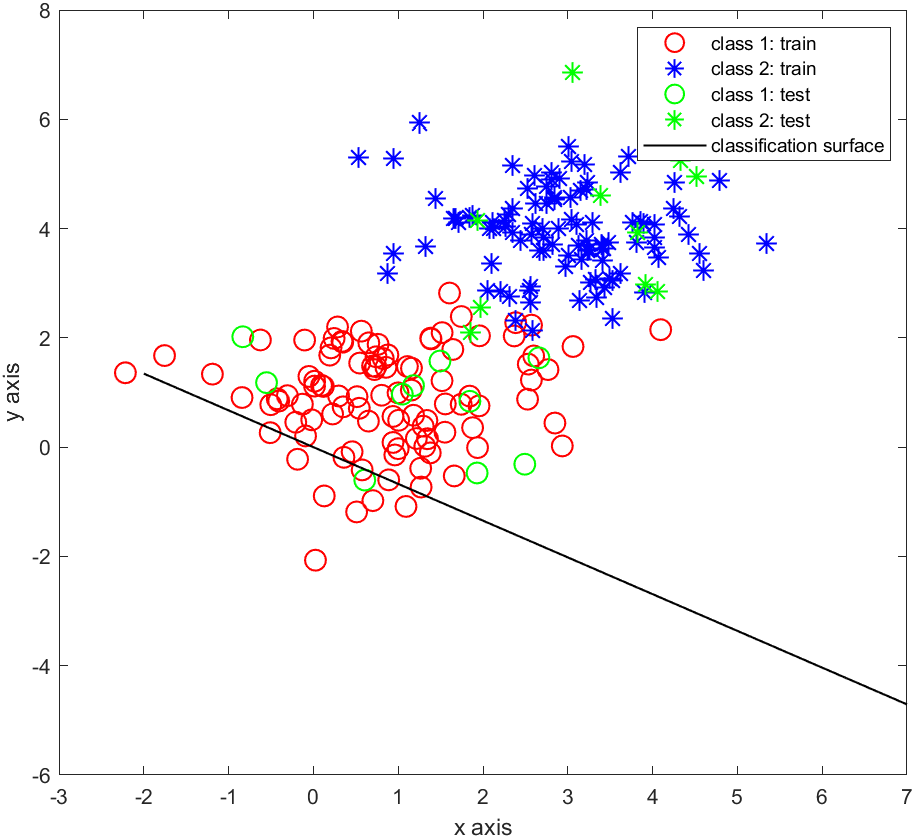 8
6
4
2
0
-2
-4
-6
y axis
class 1: train
class 2: train
class 1: test
class 2: test
classification surface
-3 -2 -1 0 1 2 3 4 5 6 7
x axis